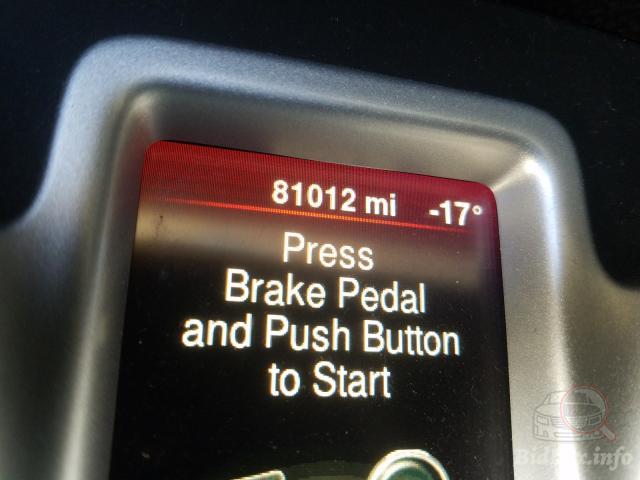 81012 mi -17°
Press
Brake Pedal
and Push Button
to Start